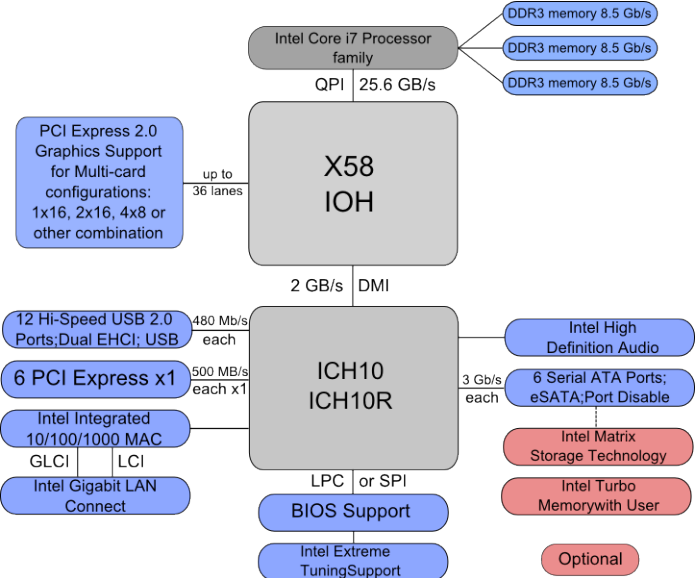 DDR3 memory 8.5 Gb/s
Intel Core i7 Processor
family
DDR3 memory 8.5 Gb/s
DDR3 memory 8.5 Gb/s
QPI 25.6 GB/s
PCI Express 2.0
Graphics Support
for Multi-card
configurations:
1x16, 2x16, 4x8 or
other combination
up to
36 lanes
X58
IOH
2 GB/s DMI
12 Hi-Speed USB 2.0
Ports;Dual EHCI; USB
480 Mb/s
each
6 PCI Express x1
500 MB/s
each x1
Intel Integrated
10/100/1000 MAC
GLCI LCI
Intel Gigabit LAN
Connect
ICH10
ICH10R
Intel High
Definition Audio
3 Gb/s
each
6 Serial ATA Ports;
eSATA;Port Disable
Intel Matrix
Storage Technology
Intel Turbo
Memorywith User
LPC or SPI
BIOS Support
Intel Extreme
TuningSupport
Optional